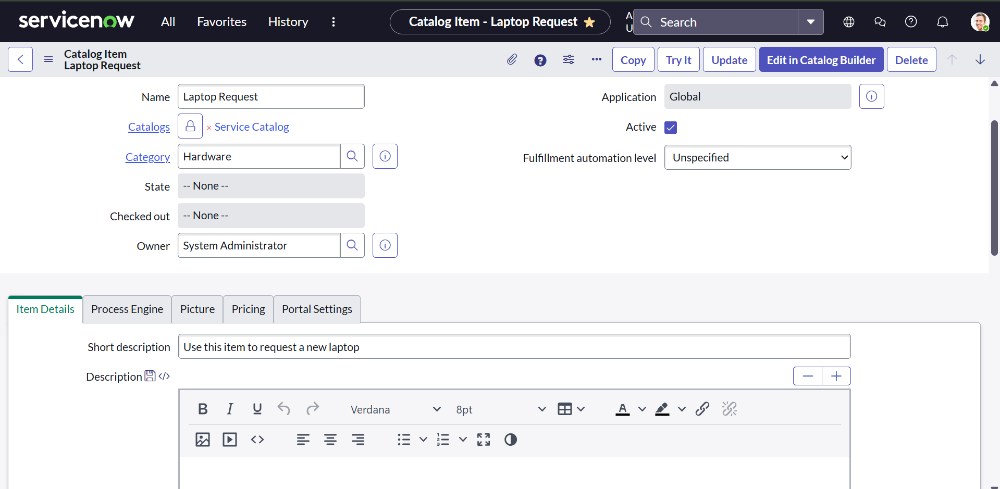 servicenow All Favorites History Catalog Item - Laptop Request A U Search
Catalog Item
Laptop Request
Copy Try It Update Edit in Catalog Builder Delete
Name Laptop Request Application Global
Catalogs × Service Catalog Active
Category Hardware Fulfillment automation level Unspecified
State -- None --
Checked out -- None --
Owner System Administrator
Item Details Process Engine Picture Pricing Portal Settings
Short description Use this item to request a new laptop
Description
B I U Verdana 8pt A